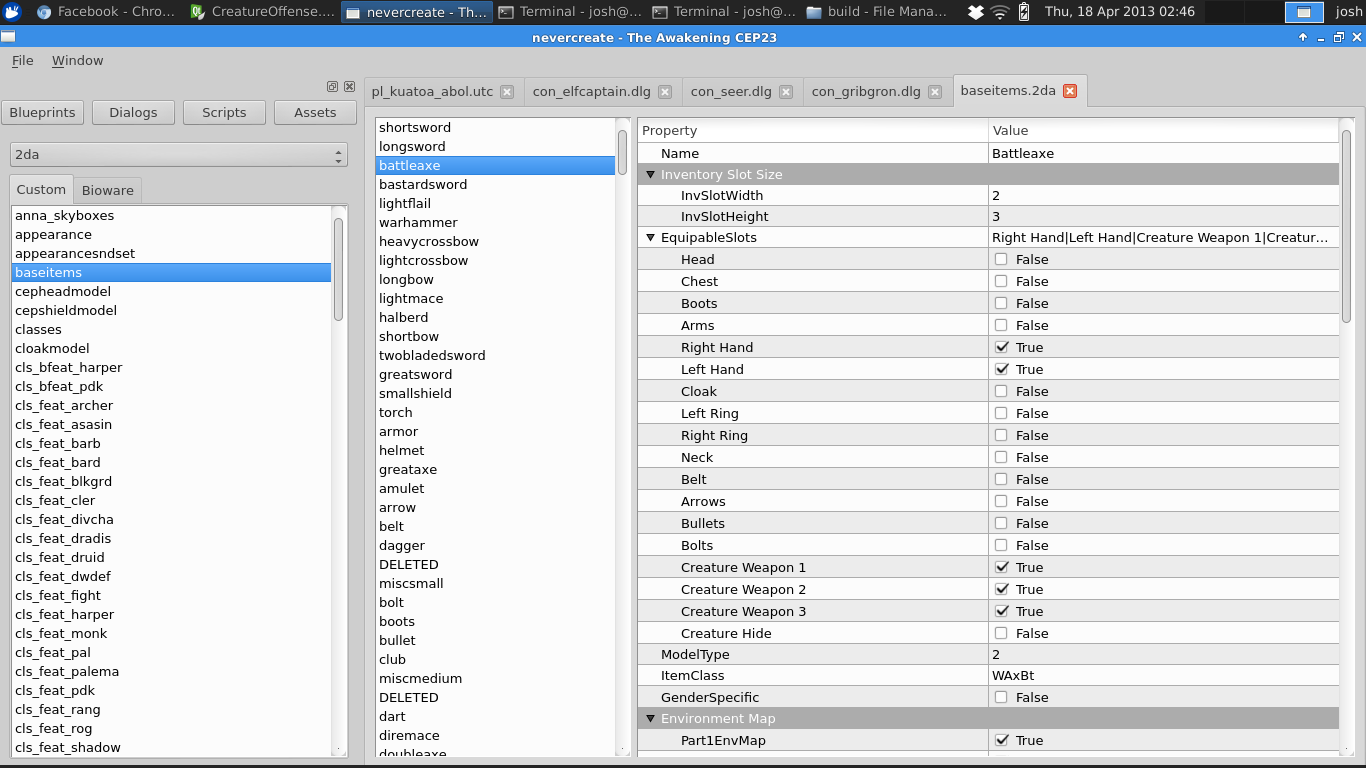 Facebook - Chro...
CreatureOffense....
nevercreate - Th...
Terminal - josh@...
Terminal - josh@...
build - File Mana...
Thu, 18 Apr 2013 02:46
josh
nevercreate - The Awakening CEP23
File Window
Blueprints Dialogs Scripts Assets
2da
Custom Bioware
anna_skyboxes
appearance
appearancesndset
baseitems
cepheadmodel
cepshieldmodel
classes
cloakmodel
cls_bfeat_harper
cls_bfeat_pdk
cls_feat_archer
cls_feat_asasin
cls_feat_barb
cls_feat_bard
cls_feat_blkgrd
cls_feat_cler
cls_feat_divcha
cls_feat_dradis
cls_feat_druid
cls_feat_dwdef
cls_feat_fight
cls_feat_harper
cls_feat_monk
cls_feat_pal
cls_feat_palema
cls_feat_pdk
cls_feat_rang
cls_feat_rog
cls_feat_shadow
pl_kuatoa_abol.utc con_elfcaptain.dlg con_seer.dlg con_gribgron.dlg baseitems.2da
shortsword
longsword
battleaxe
bastardsword
lightflail
warhammer
heavycrossbow
lightcrossbow
longbow
lightmace
halberd
shortbow
twobladedsword
greatsword
smallshield
torch
armor
helmet
greataxe
amulet
arrow
belt
dagger
DELETED
miscsmall
bolt
boots
bullet
club
miscmedium
DELETED
dart
diremace
doubleaxe
Property Value
Name Battleaxe
Inventory Slot Size
InvSlotWidth 2
InvSlotHeight 3
EquipableSlots Right Hand|Left Hand|Creature Weapon 1|Creatur...
Head False
Chest False
Boots False
Arms False
Right Hand True
Left Hand True
Cloak False
Left Ring False
Right Ring False
Neck False
Belt False
Arrows False
Bullets False
Bolts False
Creature Weapon 1 True
Creature Weapon 2 True
Creature Weapon 3 True
Creature Hide False
ModelType 2
ItemClass WAxBt
GenderSpecific False
Environment Map
Part1EnvMap True